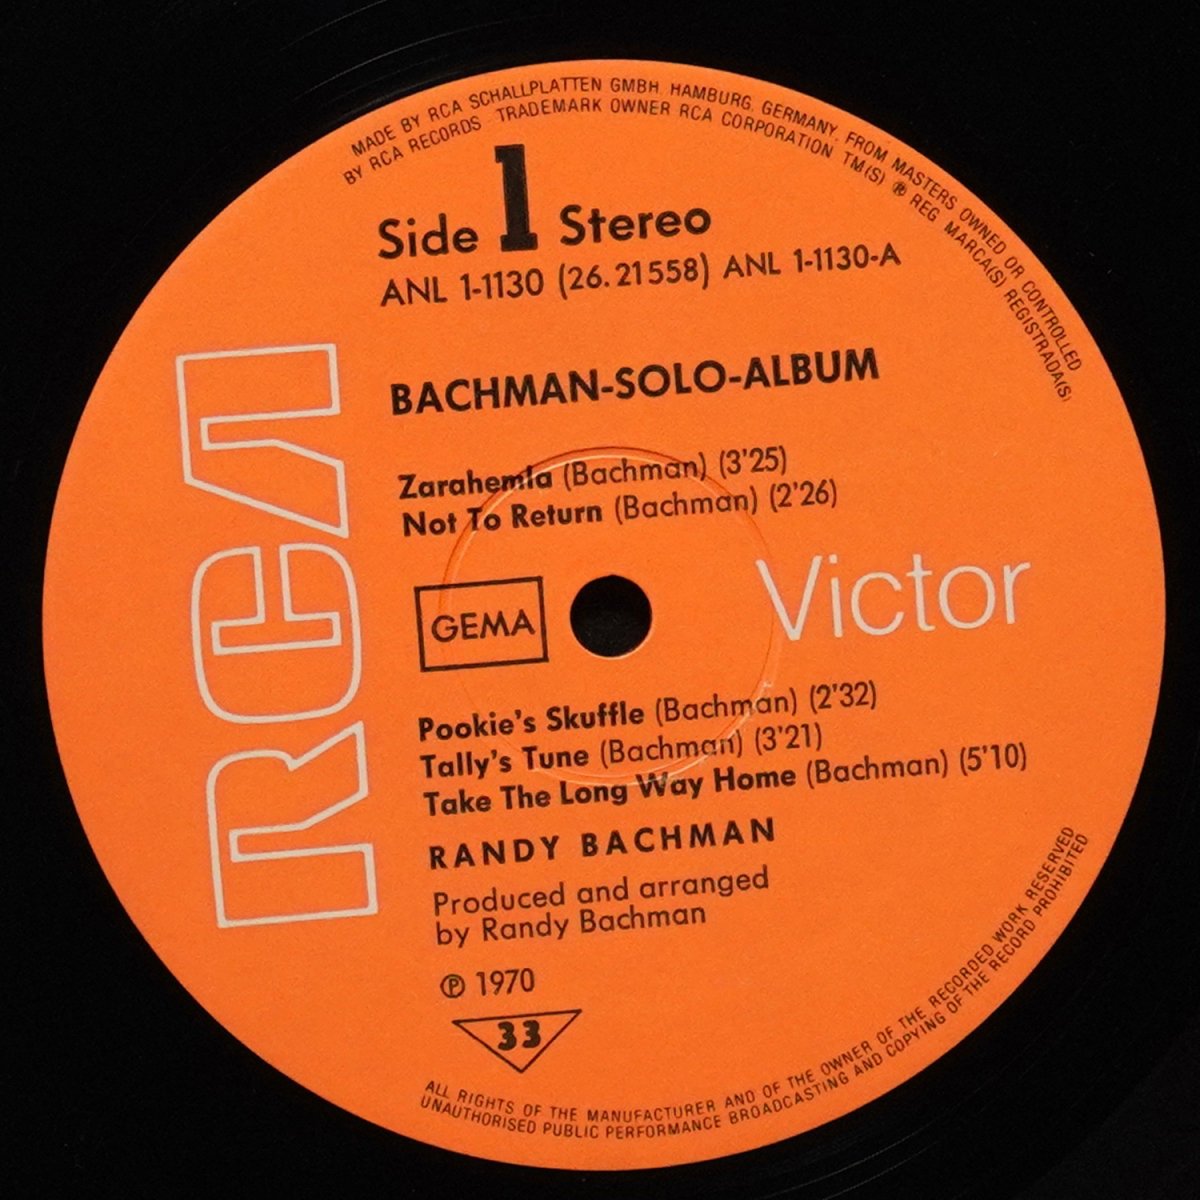 MADE BY RCA SCHALLPLATTEN GMBH, HAMBURG, GERMANY, FROM MASTERS OWNED OR CONTROLLED
BY RCA RECORDS · TRADEMARK OWNER RCA CORPORATION TM(S) ® REG. MARCA(S) REGISTRADA(S)
Side 1 Stereo
ANL 1-1130 (26.21558) ANL 1-1130-A
BACHMAN-SOLO-ALBUM
Zarahemla (Bachman) (3'25)
Not To Return (Bachman) (2'26)
RCA
GEMA
Victor
Pookie's Skuffle (Bachman) (2'32)
Tally's Tune (Bachman) (3'21)
Take The Long Way Home (Bachman) (5'10)
RANDY BACHMAN
Produced and arranged
by Randy Bachman
℗ 1970
33
ALL RIGHTS OF THE MANUFACTURER AND OF THE OWNER OF THE RECORDED WORK RESERVED
UNAUTHORISED PUBLIC PERFORMANCE BROADCASTING AND COPYING OF THE RECORD PROHIBITED